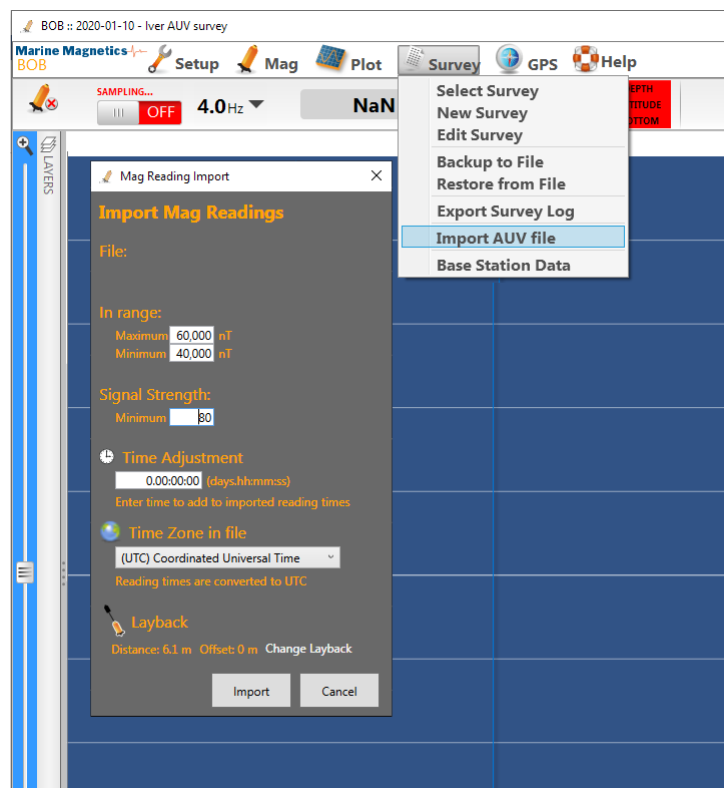 BOB :: 2020-01-10 - Iver AUV survey
Marine Magnetics
BOB
Setup Mag Plot Survey GPS Help
SAMPLING...
OFF 4.0Hz NaN
Select Survey
New Survey
Edit Survey
Backup to File
Restore from File
Export Survey Log
Import AUV file
Base Station Data
LAYERS
Mag Reading Import
Import Mag Readings
File:
In range:
Maximum 60,000 nT
Minimum 40,000 nT
Signal Strength:
Minimum 80
Time Adjustment
0.00:00:00 (days.hh:mm:ss)
Enter time to add to imported reading times
Time Zone in file
(UTC) Coordinated Universal Time
Reading times are converted to UTC
Layback
Distance: 6.1 m Offset: 0 m Change Layback
Import Cancel